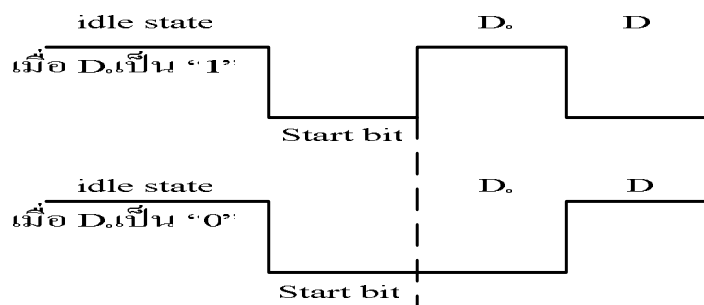 idle state D₀ D
เมื่อ D₀เป็น “1”
Start bit
idle state D₀ D
เมื่อ D₀เป็น “0”
Start bit